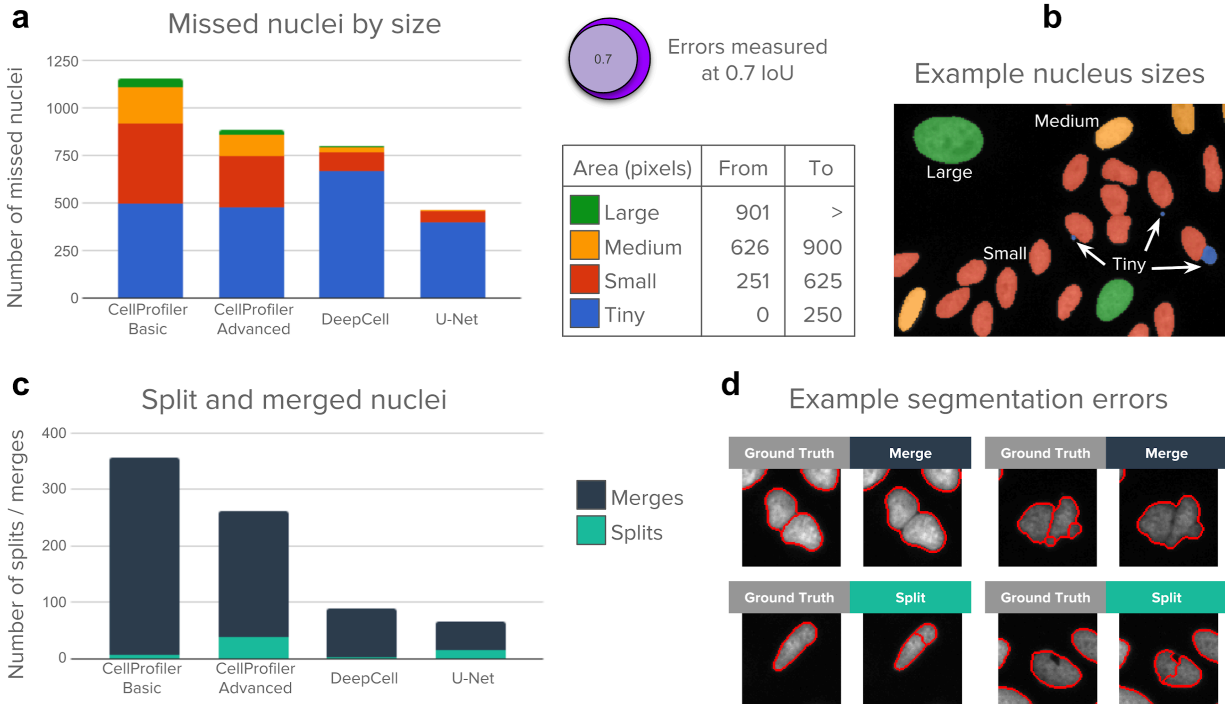 a
Missed nuclei by size
Number of missed nuclei
1250
1000
750
500
250
0
CellProfiler
Basic
CellProfiler
Advanced
DeepCell
U-Net
0.7
Errors measured
at 0.7 IoU
Area (pixels) From To
Large 901 >
Medium 626 900
Small 251 625
Tiny 0 250
b
Example nucleus sizes
Medium
Large
Small
Tiny
c
Split and merged nuclei
Number of splits / merges
400
300
200
100
0
CellProfiler
Basic
CellProfiler
Advanced
DeepCell
U-Net
Merges
Splits
d
Example segmentation errors
Ground Truth Merge Ground Truth Merge
Ground Truth Split Ground Truth Split